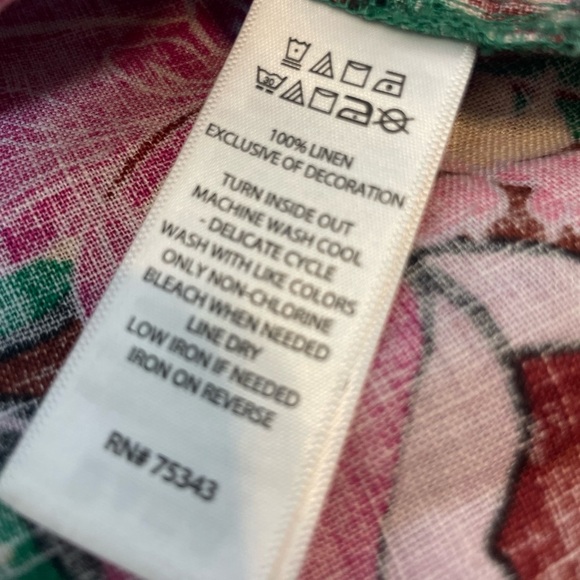 100% LINEN
EXCLUSIVE OF DECORATION
TURN INSIDE OUT
MACHINE WASH COOL
- DELICATE CYCLE
WASH WITH LIKE COLORS
ONLY NON-CHLORINE
BLEACH WHEN NEEDED
LINE DRY
LOW IRON IF NEEDED
IRON ON REVERSE
RN# 75343